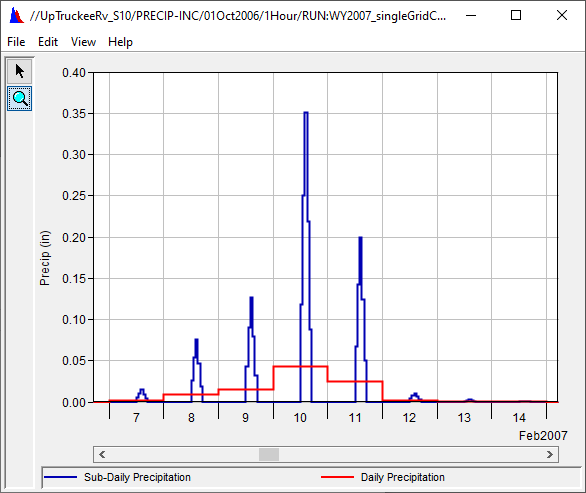 //UpTruckeeRv_S10/PRECIP-INC/01Oct2006/1Hour/RUN:WY2007_singleGridC...
File Edit View Help
0.40
0.35
0.30
0.25
0.20
0.15
0.10
0.05
0.00
Precip (in)
7 8 9 10 11 12 13 14
Feb2007
Sub-Daily Precipitation Daily Precipitation